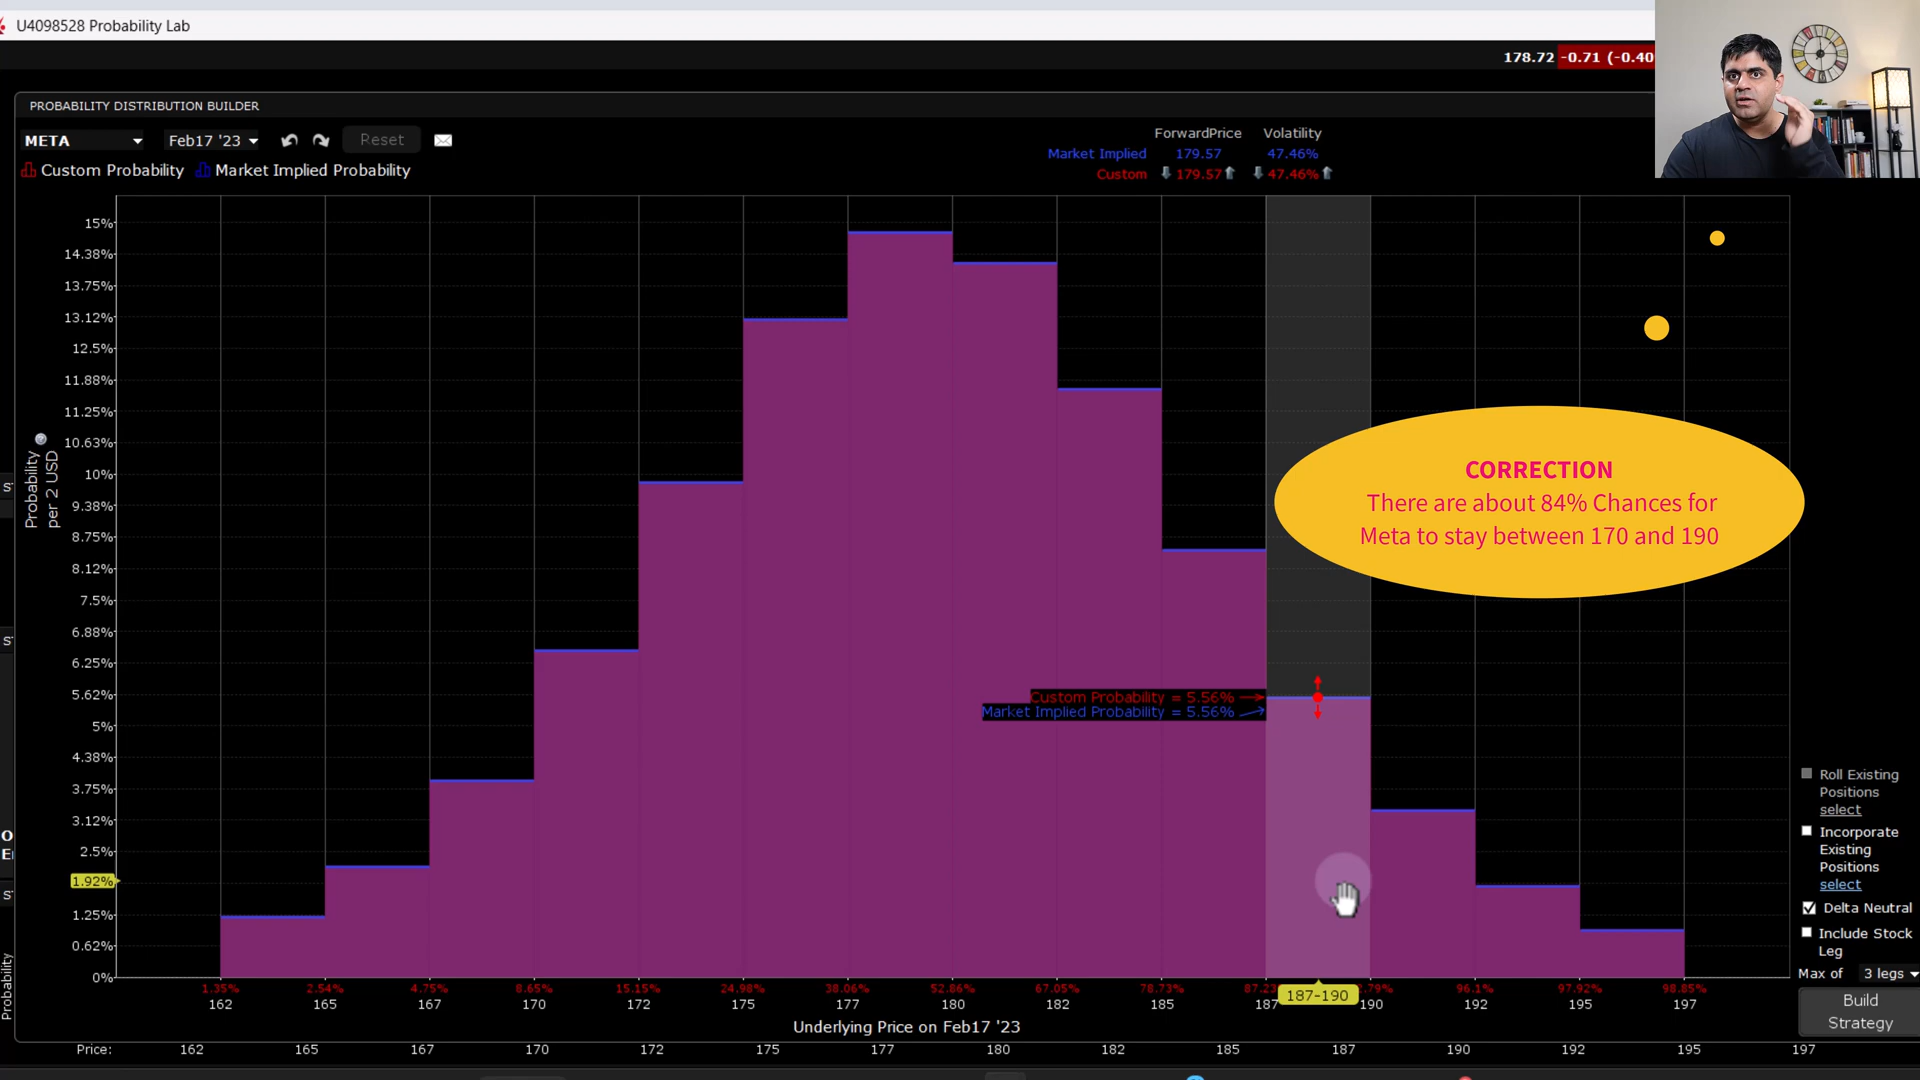 U4098528 Probability Lab
178.72 -0.71 (-0.40
PROBABILITY DISTRIBUTION BUILDER
META Feb17 '23 Reset
ForwardPrice Volatility
Market Implied 179.57 47.46%
Custom 179.57 47.46%
Custom Probability Market Implied Probability
15%
14.38%
13.75%
13.12%
12.5%
11.88%
11.25%
10.63%
10%
9.38%
8.75%
8.12%
7.5%
6.88%
6.25%
5.62%
5%
4.38%
3.75%
3.12%
2.5%
1.92%
1.25%
0.62%
0%
Probability
per 2 USD
CORRECTION
There are about 84% Chances for
Meta to stay between 170 and 190
Custom Probability = 5.56%
Market Implied Probability = 5.56%
Roll Existing
Positions
select
Incorporate
Existing
Positions
select
Delta Neutral
Include Stock
Leg
Max of 3 legs
Build
Strategy
1.35% 2.54% 4.75% 8.65% 15.15% 24.98% 38.06% 52.86% 67.05% 78.73% 87.23 2.79% 96.1% 97.92% 98.85%
162 165 167 170 172 175 177 180 182 185 187 187-190 190 192 195 197
Underlying Price on Feb17 '23
Price: 162 165 167 170 172 175 177 180 182 185 187 190 192 195 197
Probability